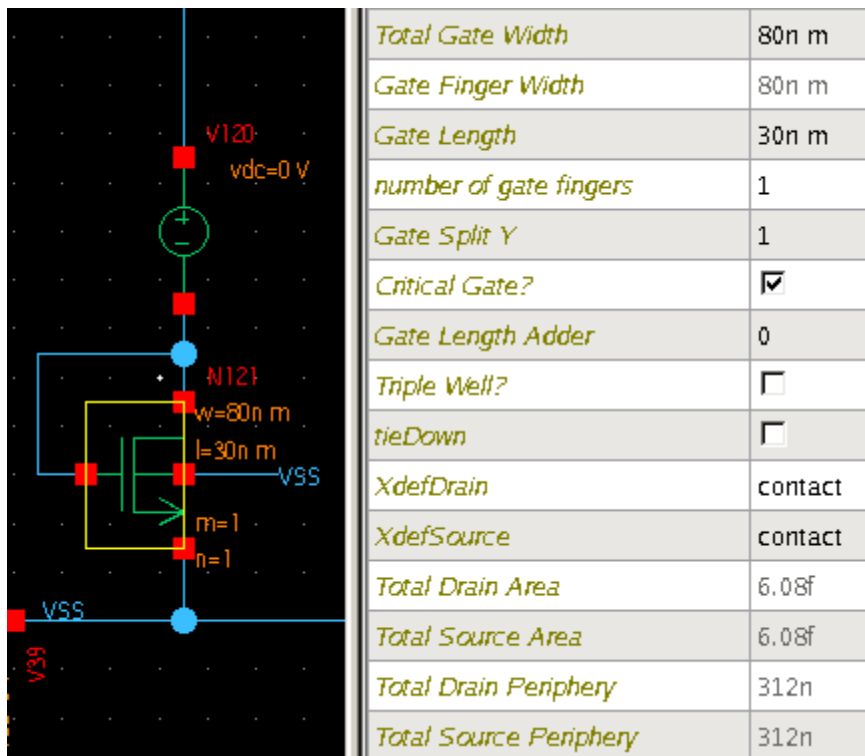 V120
vdc=0 V
+
−
N121
w=80n m
l=30n m
VSS
m=1
n=1
VSS
V39
Total Gate Width 80n m
Gate Finger Width 80n m
Gate Length 30n m
number of gate fingers 1
Gate Split Y 1
Critical Gate?
Gate Length Adder 0
Triple Well?
tieDown
XdefDrain contact
XdefSource contact
Total Drain Area 6.08f
Total Source Area 6.08f
Total Drain Periphery 312n
Total Source Periphery 312n